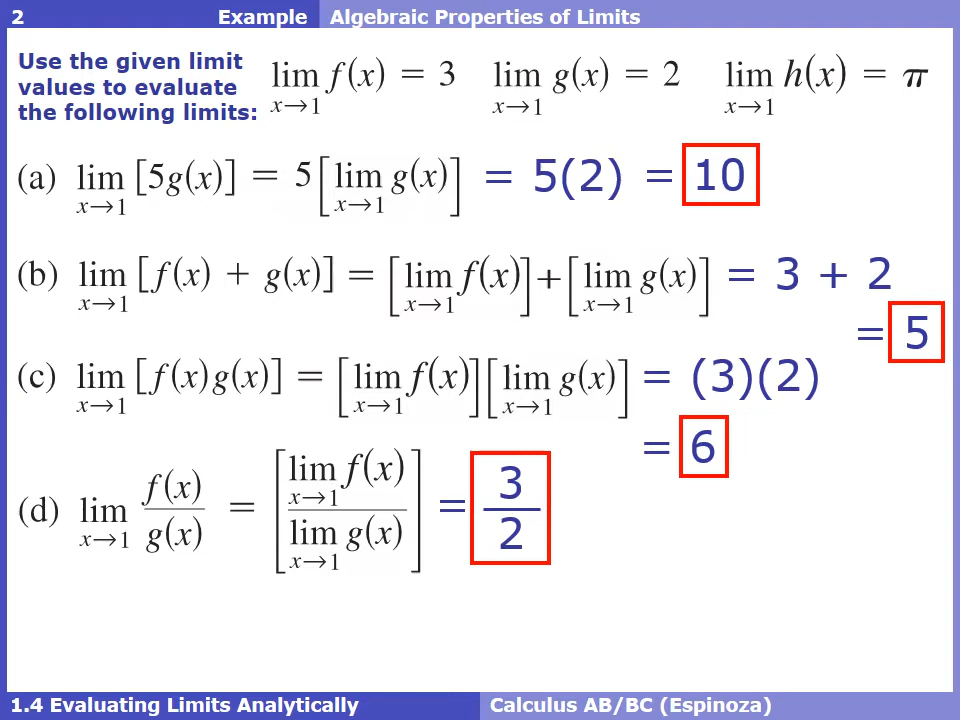 2 Example Algebraic Properties of Limits
Use the given limit
values to evaluate
the following limits:
lim x→1 f(x) = 3 lim x→1 g(x) = 2 lim x→1 h(x) = π
(a) lim x→1 [5g(x)] = 5[lim x→1 g(x)] = 5(2) = 10
(b) lim x→1 [f(x) + g(x)] = [lim x→1 f(x)]+[lim x→1 g(x)] = 3 + 2
= 5
(c) lim x→1 [f(x)g(x)] = [lim x→1 f(x)][lim x→1 g(x)] = (3)(2)
= 6
(d) lim x→1 f(x)/g(x) = [lim x→1 f(x) / lim x→1 g(x)] = 3/2
1.4 Evaluating Limits Analytically Calculus AB/BC (Espinoza)